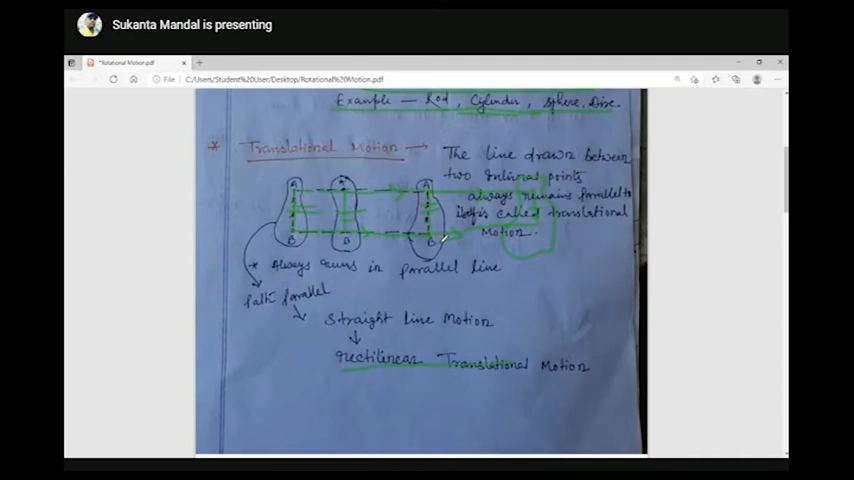 Sukanta Mandal is presenting
*Rotational Motion.pdf
File | C:/Users/Student%20User/Desktop/Rotational%20Motion.pdf
Example — Rod, Cylinder, Sphere, Disc.
* Translational Motion → The line drawn between
two internal points
always remains parallel to
itself is called translational
Motion.
A A A
B B B
* Always runs in parallel line
Path parallel
Straight Line Motion
Rectilinear Translational Motion